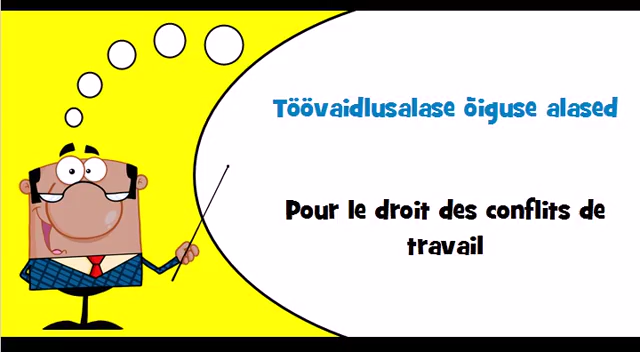 Töövaidlusalase õiguse alased
Pour le droit des conflits de
travail